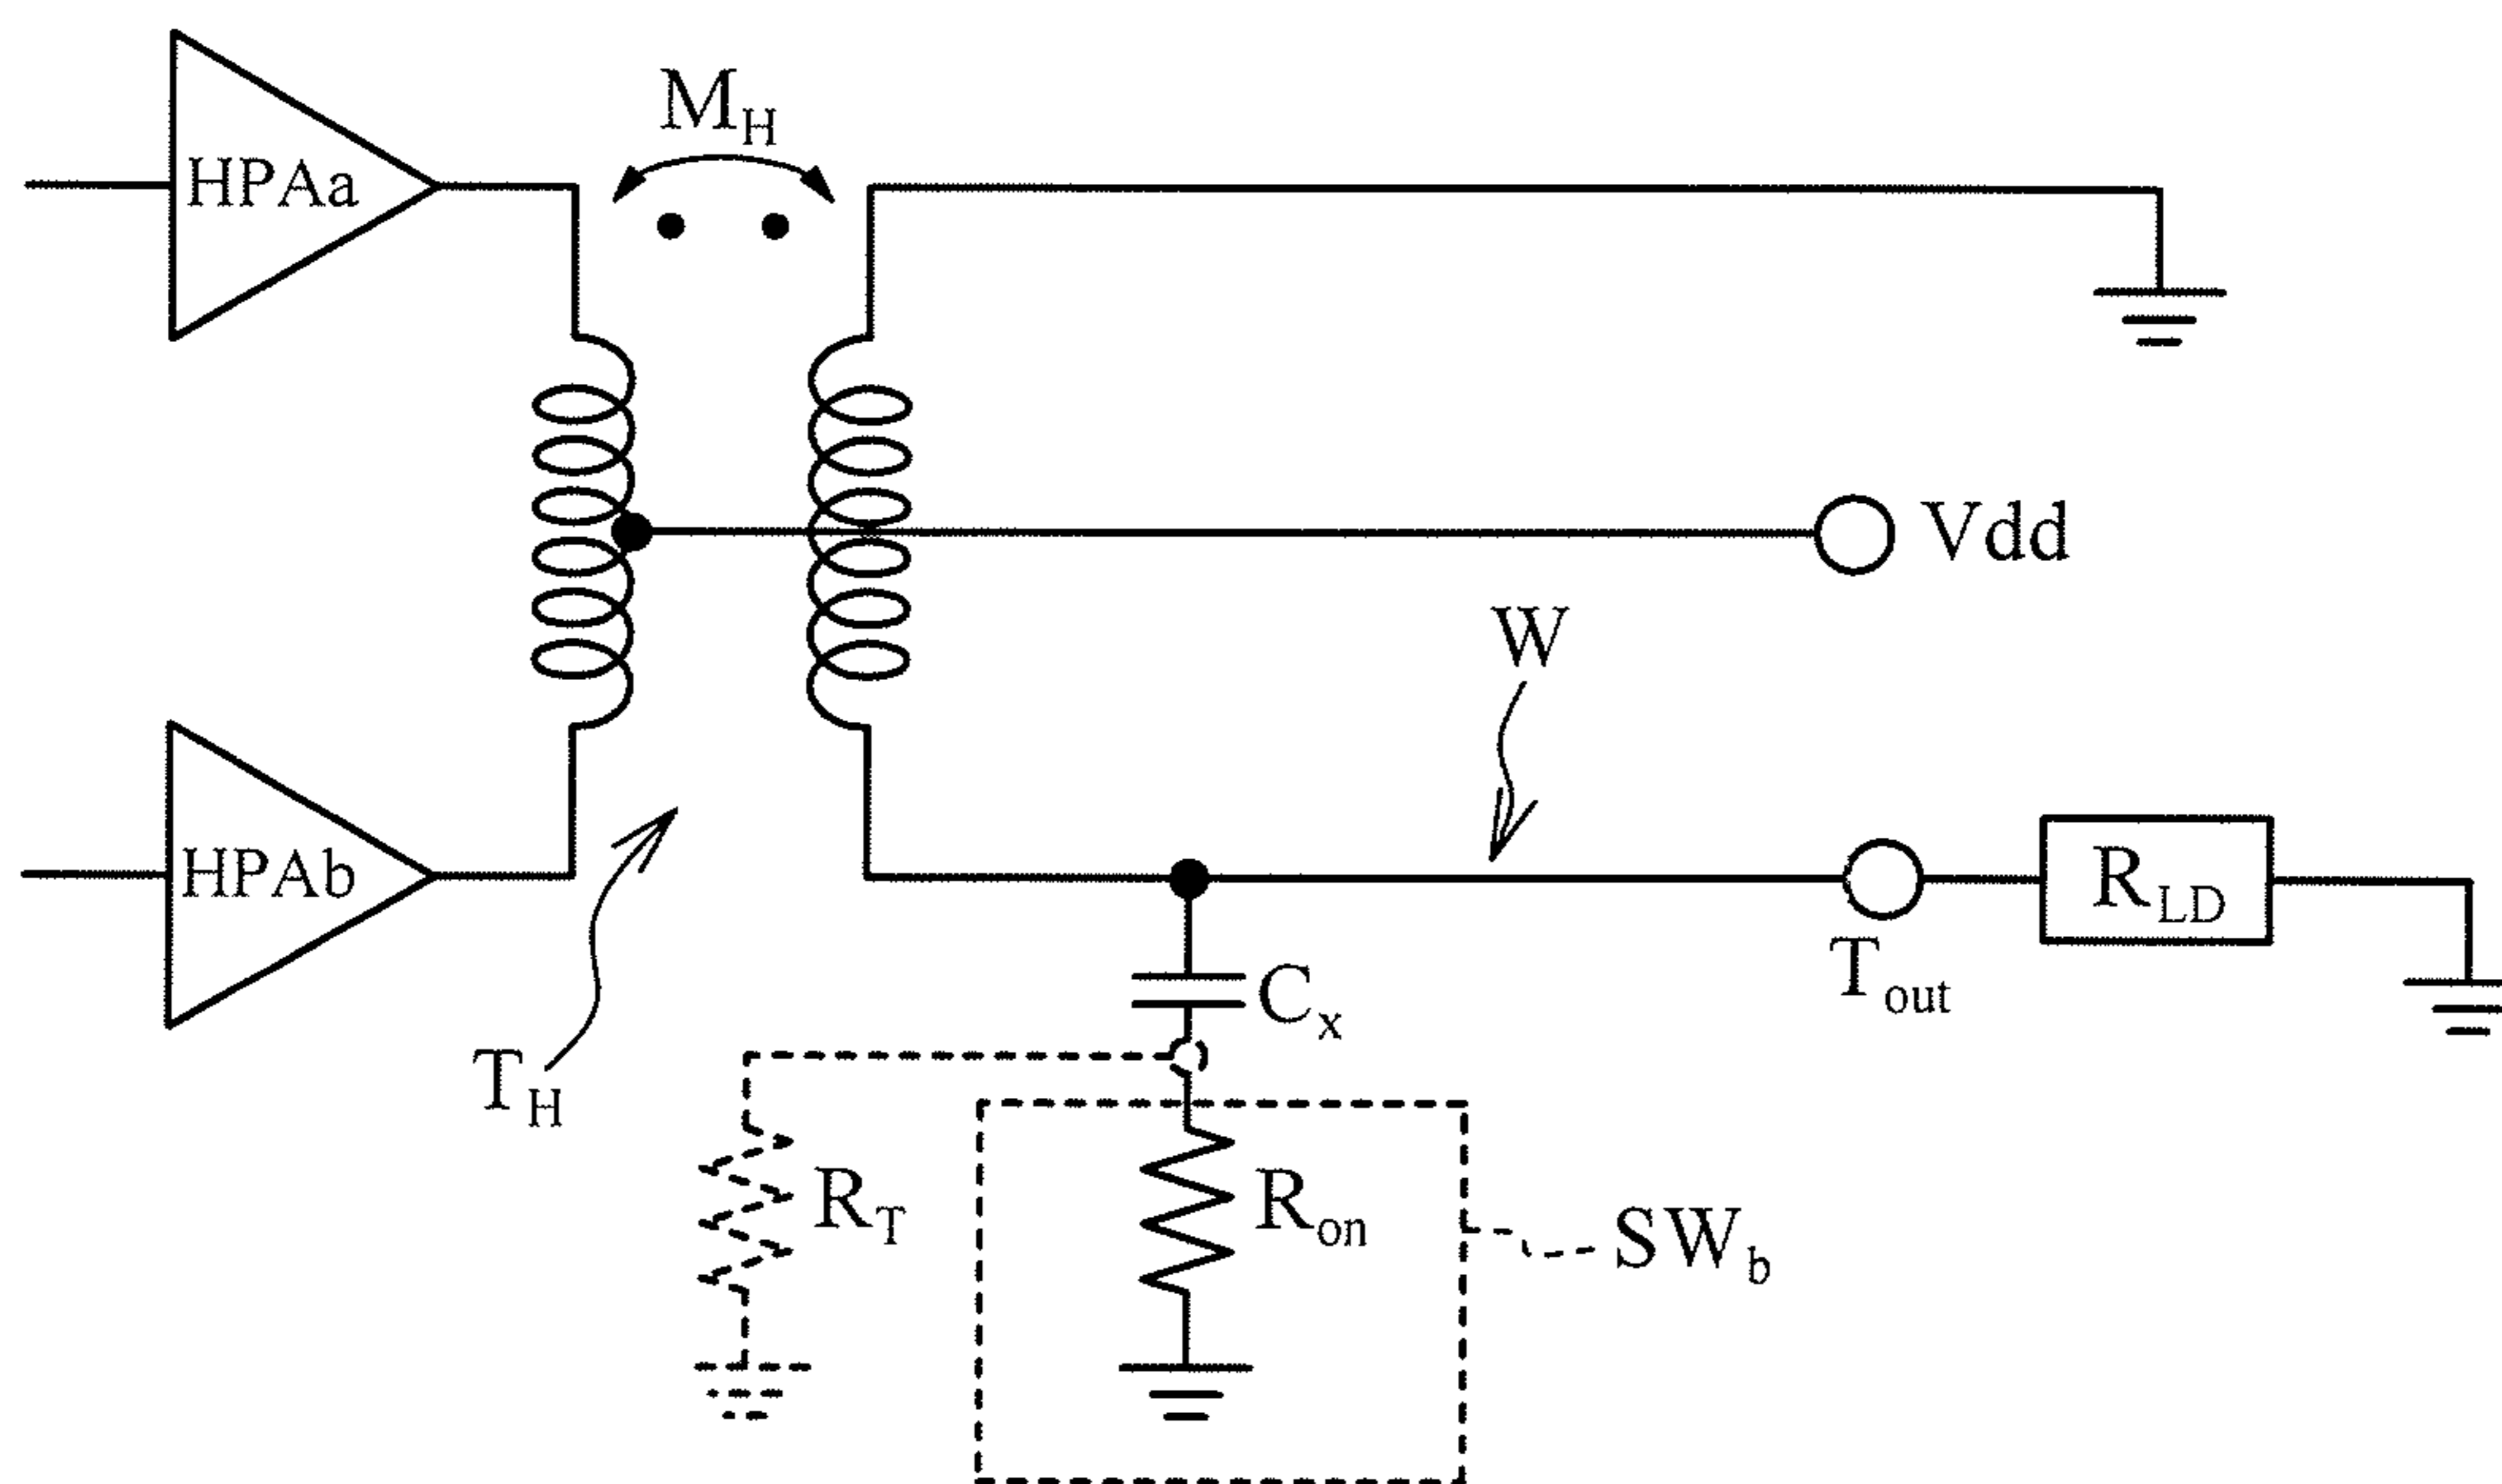 M_H
HPAa
Vdd
W
HPAb
R_LD
T_out
C_x
T_H
R_T
R_on
SW_b